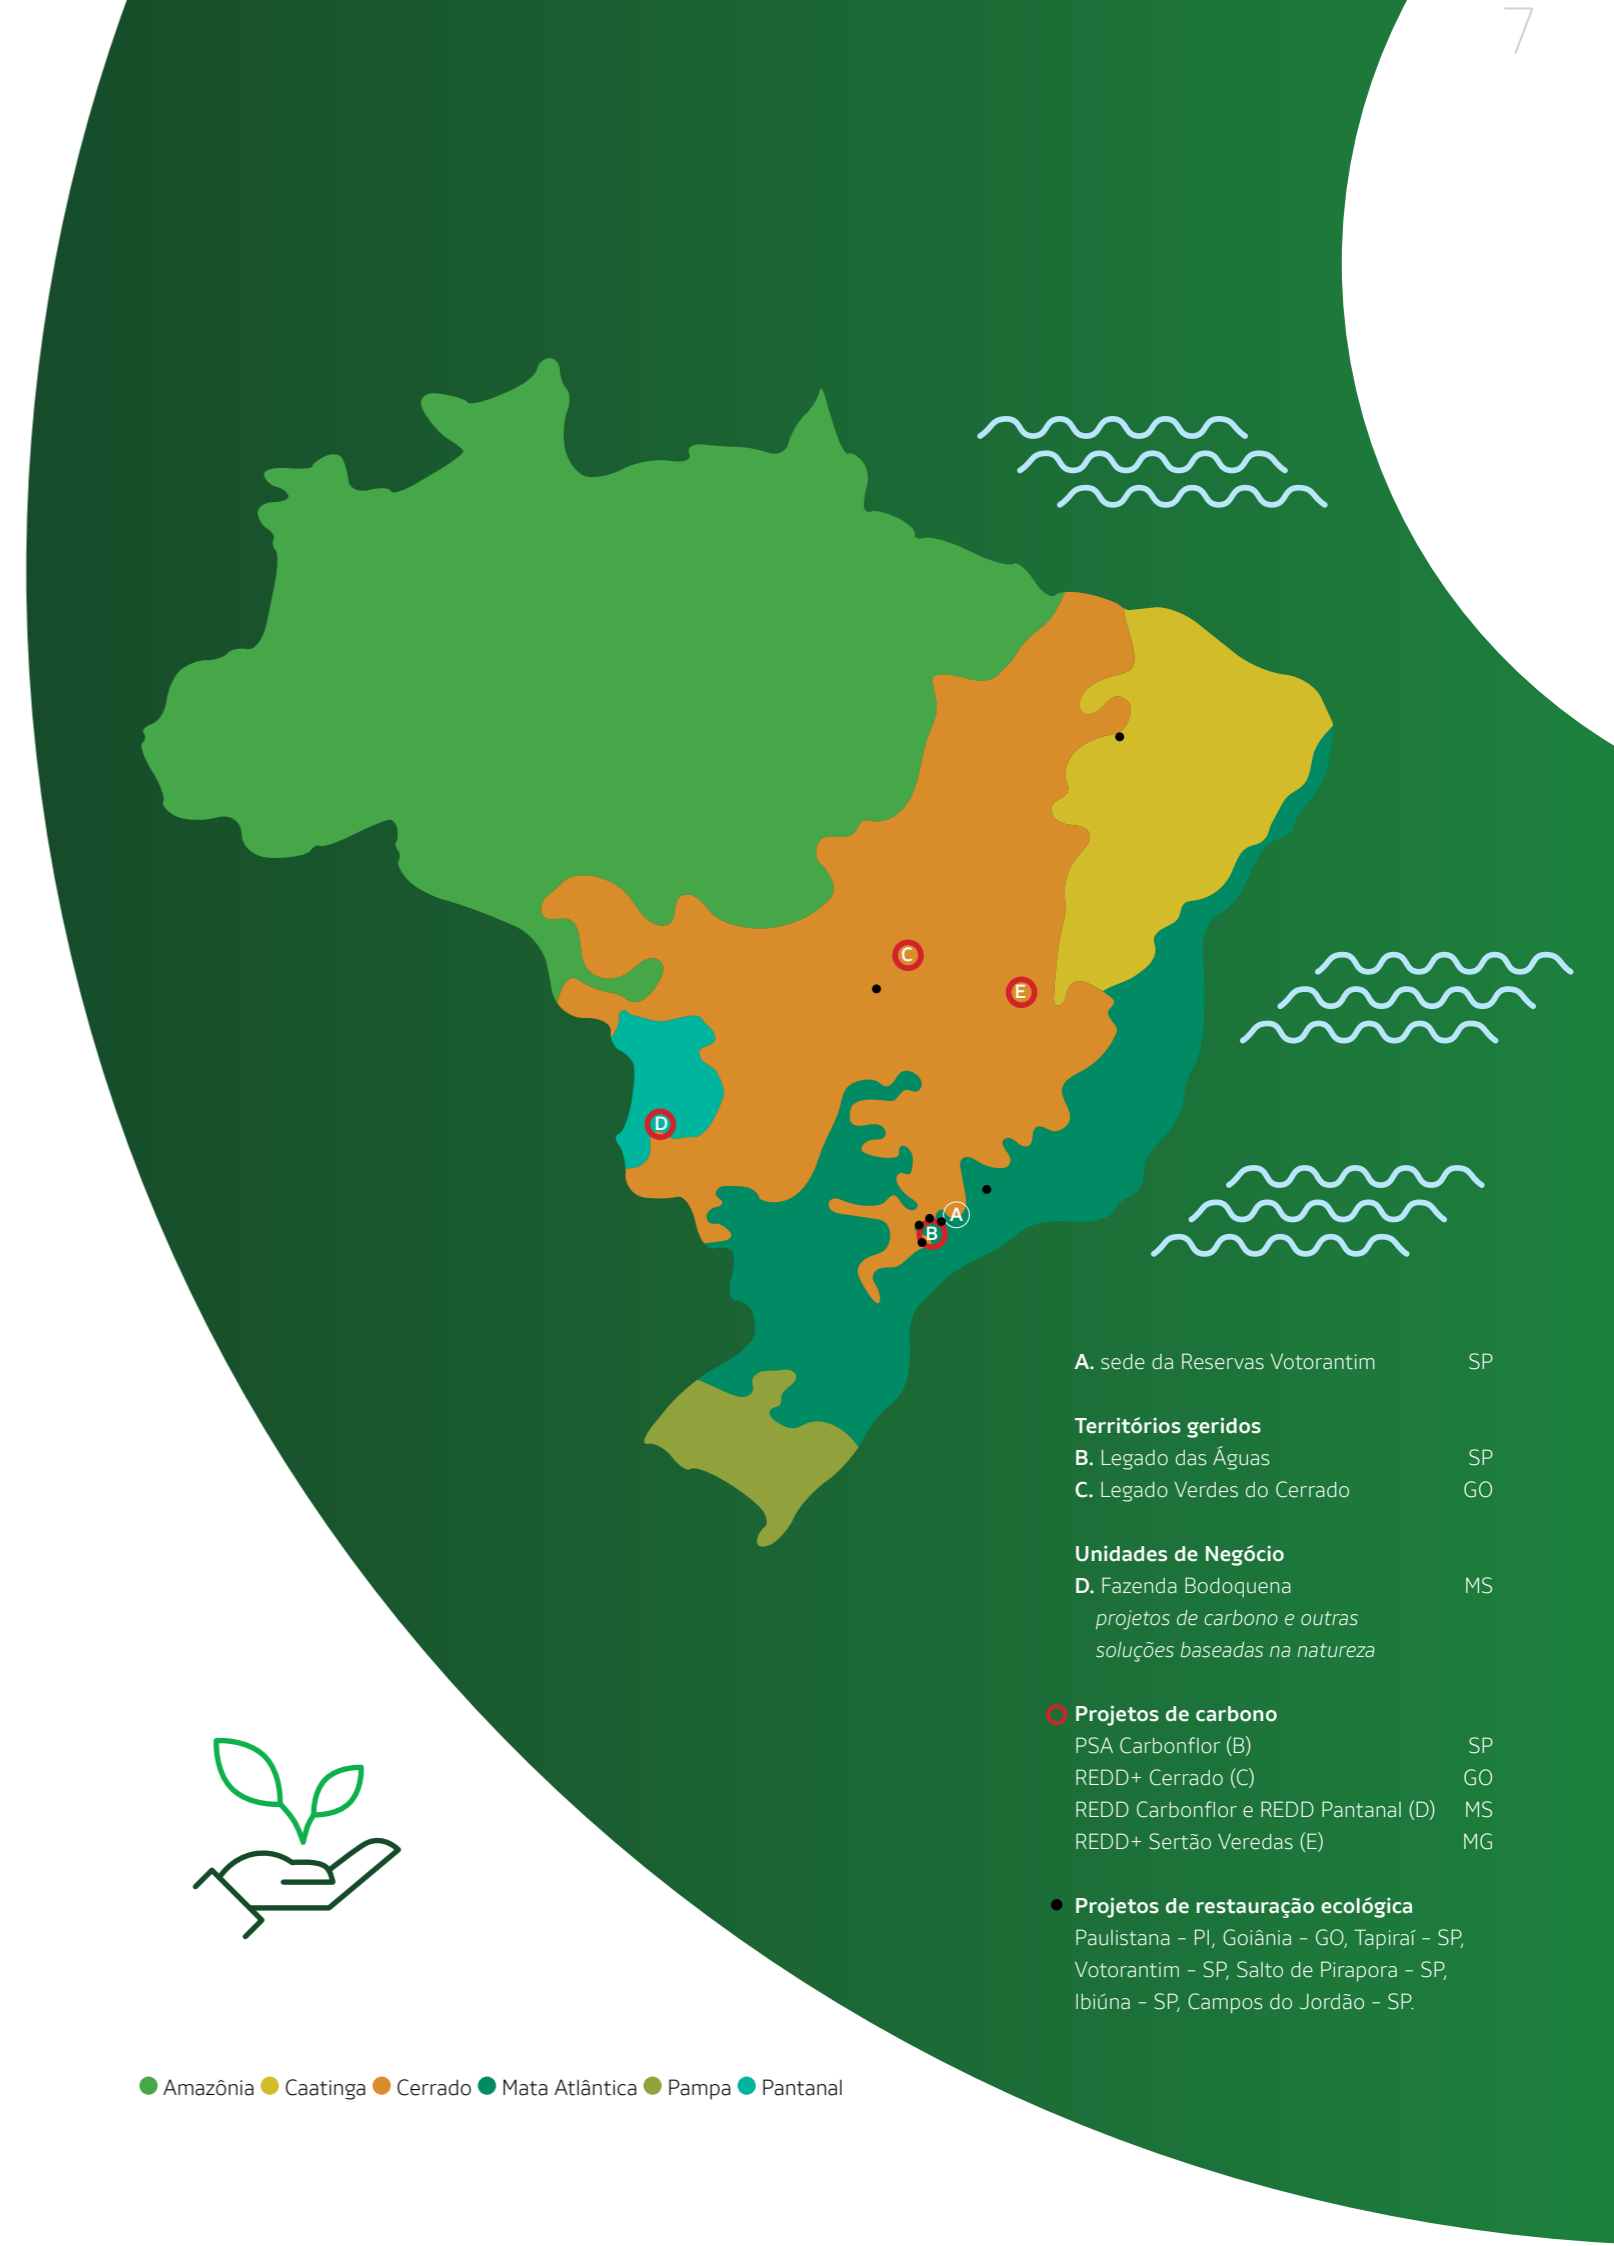 7
C
E
D
A
B
A. sede da Reservas Votorantim SP
Territórios geridos
B. Legado das Águas SP
C. Legado Verdes do Cerrado GO
Unidades de Negócio
D. Fazenda Bodoquena MS
projetos de carbono e outras
soluções baseadas na natureza
Projetos de carbono
PSA Carbonflor (B) SP
REDD+ Cerrado (C) GO
REDD Carbonflor e REDD Pantanal (D) MS
REDD+ Sertão Veredas (E) MG
Projetos de restauração ecológica
Paulistana - PI, Goiânia - GO, Tapiraí - SP,
Votorantim - SP, Salto de Pirapora - SP,
Ibiúna - SP, Campos do Jordão - SP.
Amazônia Caatinga Cerrado Mata Atlântica Pampa Pantanal